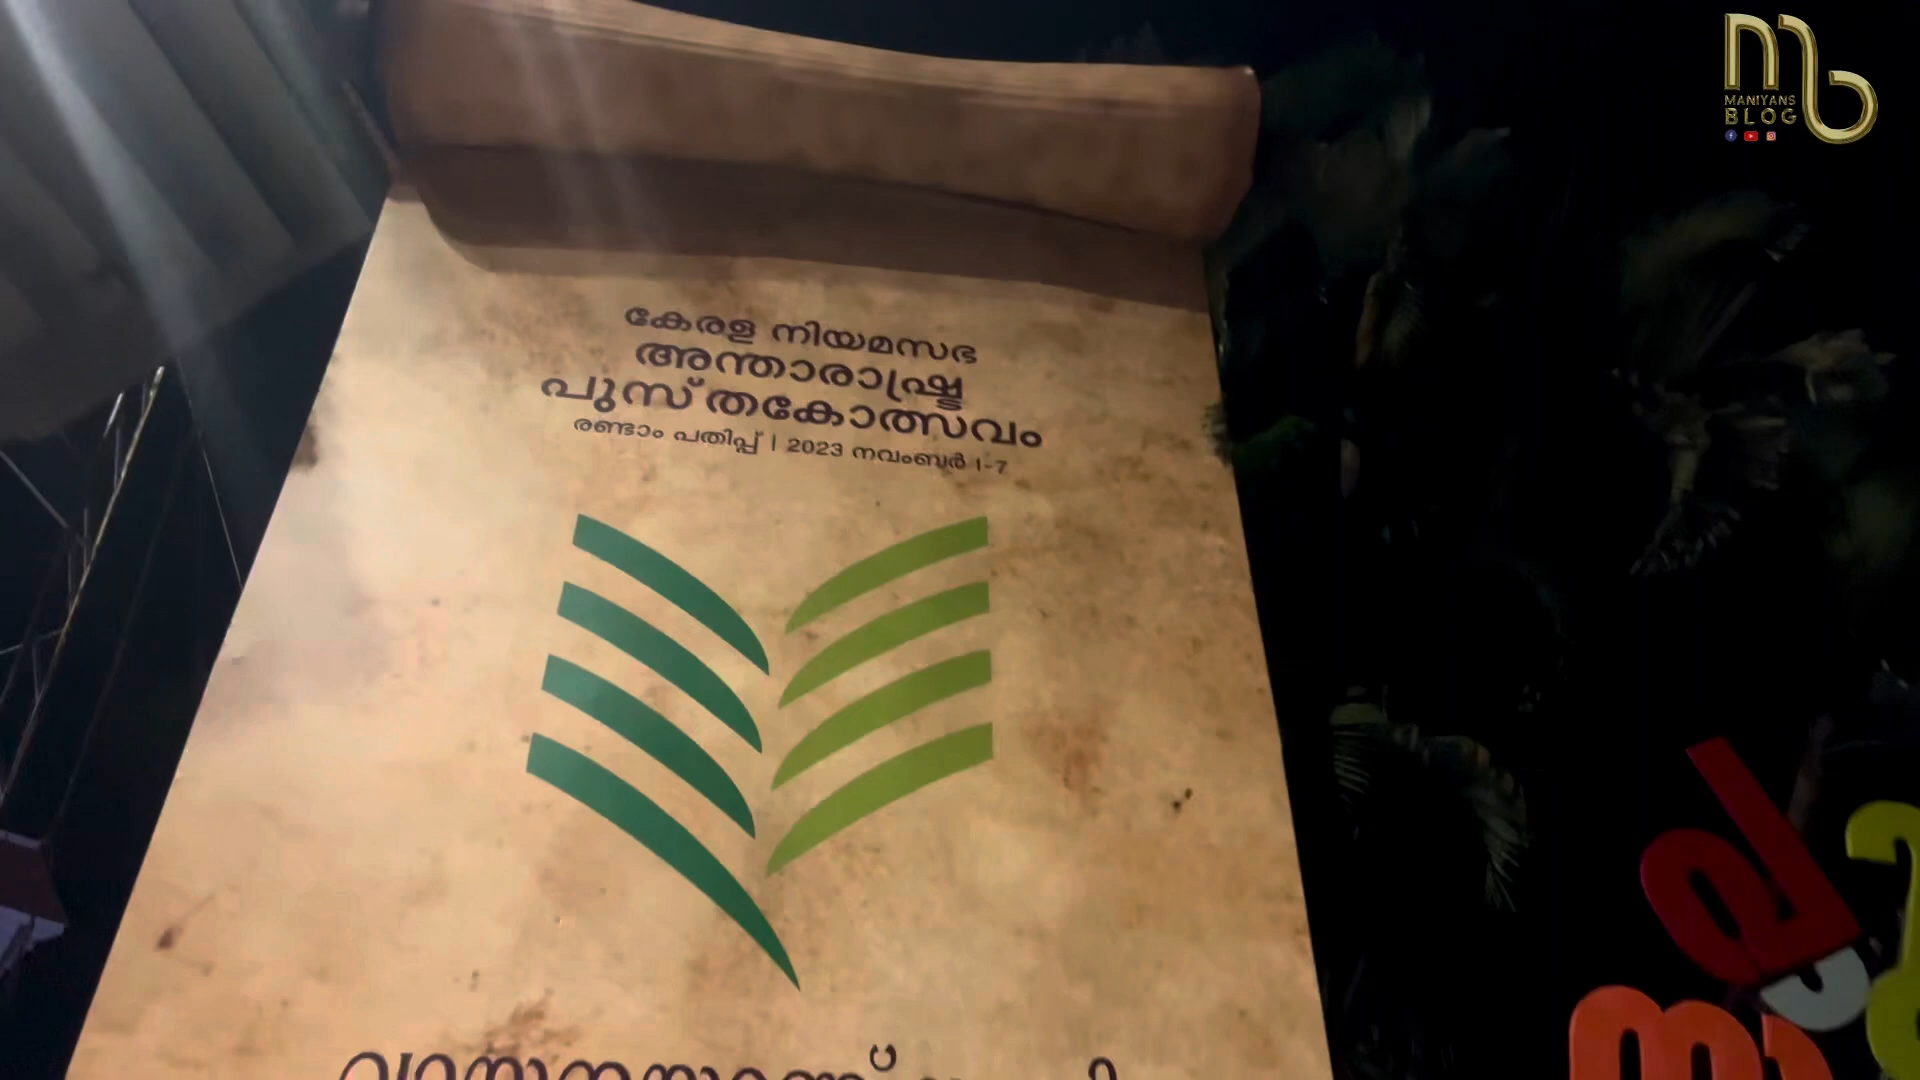 കേരള നിയമസഭ
അന്താരാഷ്ട്ര
പുസ്തകോത്സവം
രണ്ടാം പതിപ്പ് | 2023 നവംബർ 1-7
MANIYANS
BLOG